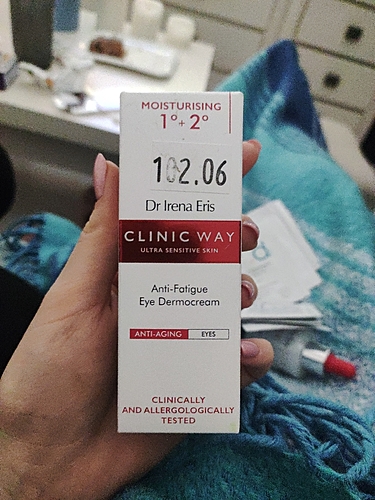 MOISTURISING
1° + 2°
102.06
Dr Irena Eris
CLINIC WAY
ULTRA SENSITIVE SKIN
Anti-Fatigue
Eye Dermocream
ANTI-AGING EYES
CLINICALLY
AND ALLERGOLOGICALLY
TESTED